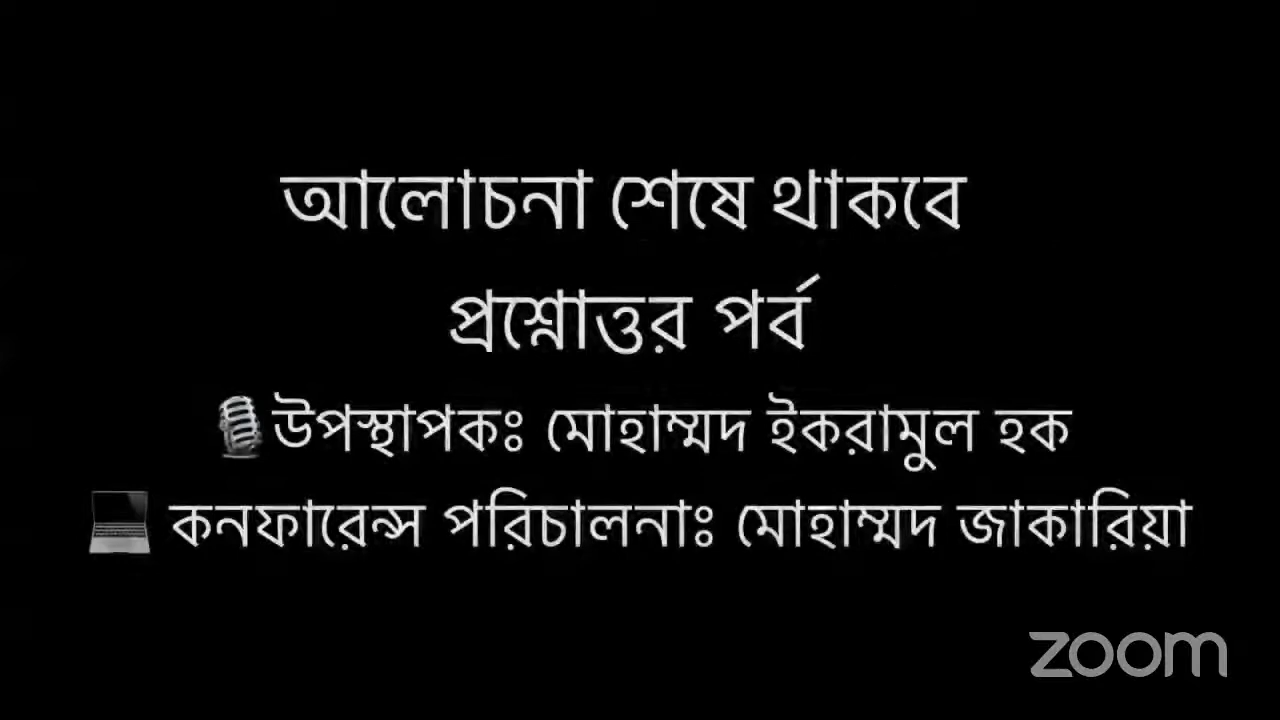 আলোচনা শেষে থাকবে
প্রশ্নোত্তর পর্ব
🎙️উপস্থাপকঃ মোহাম্মদ ইকরামুল হক
💻 কনফারেন্স পরিচালনাঃ মোহাম্মদ জাকারিয়া
zoom